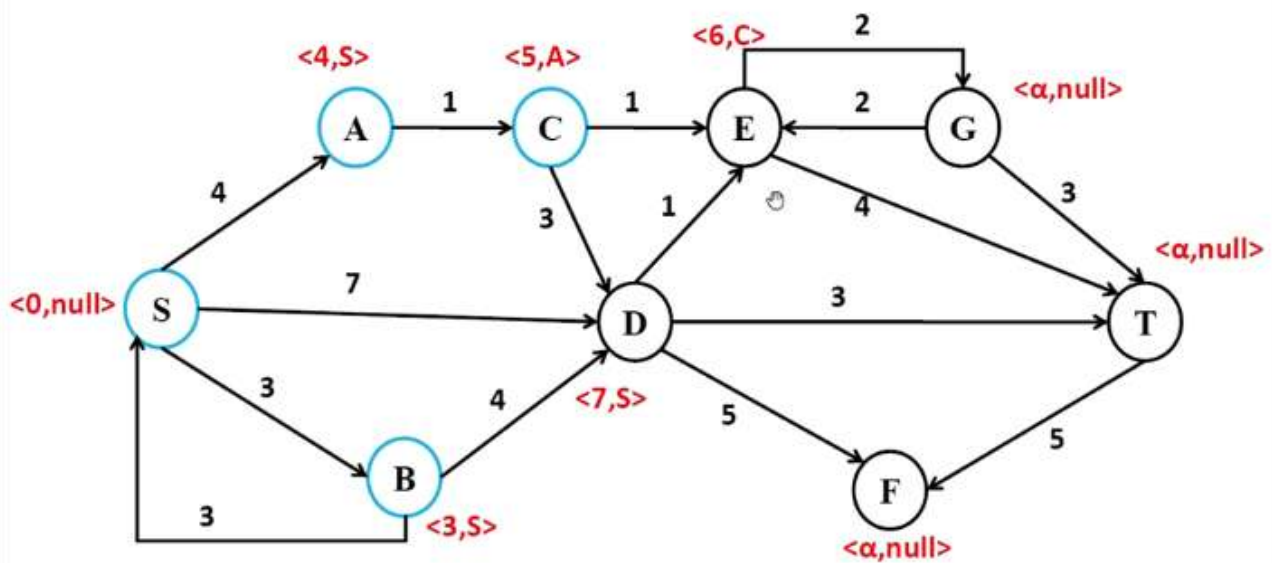 2
<6,C>
<4,S>
<5,A>
<α,null>
A
1
C
1
E
2
G
4
3
1
4
3
<α,null>
<0,null>
S
7
D
3
T
3
4
<7,S>
5
5
B
F
3
<3,S>
<α,null>